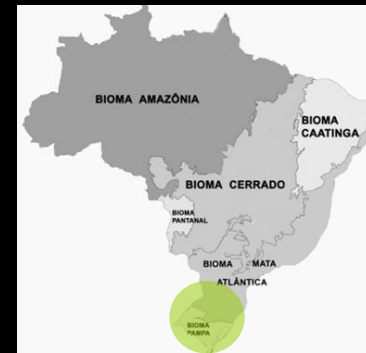 BIOMA AMAZÔNIA
BIOMA
CAATINGA
BIOMA CERRADO
BIOMA
PANTANAL
BIOMA MATA
ATLÂNTICA
BIOMA
PAMPA